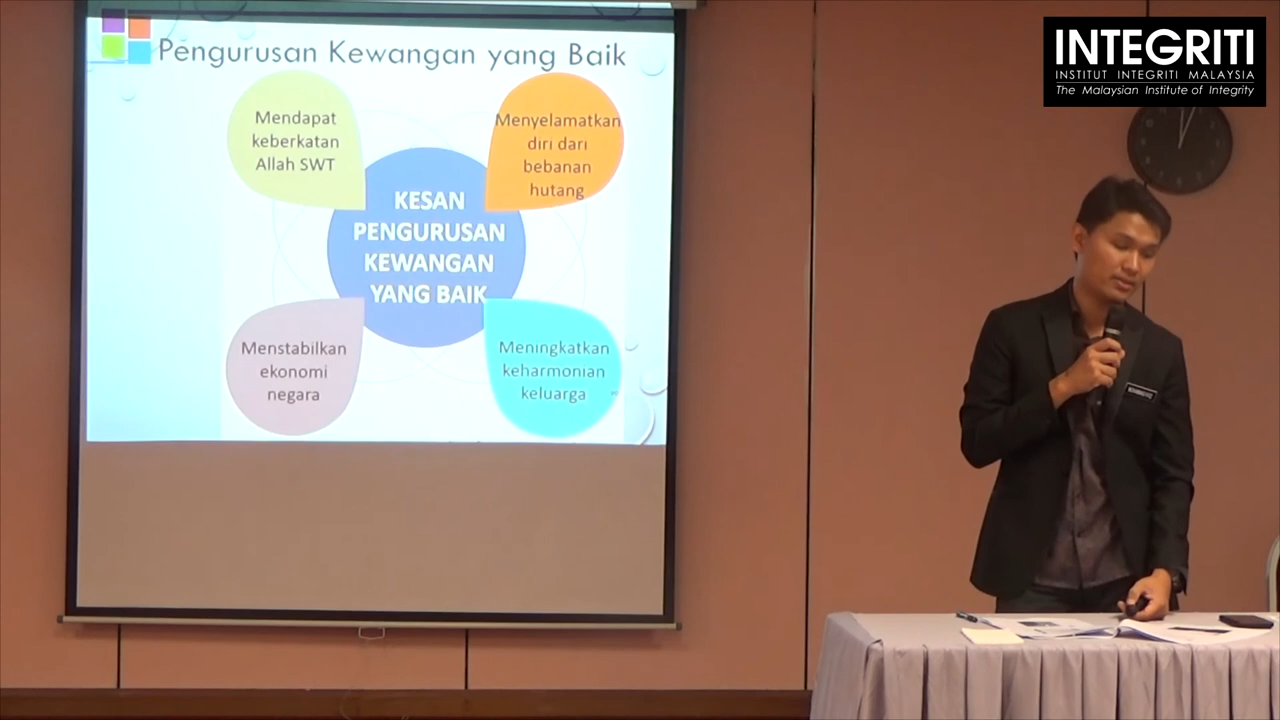 Pengurusan Kewangan yang Baik
Mendapat
keberkatan
Allah SWT
Menyelamatkan
diri dari
bebanan
hutang
KESAN
PENGURUSAN
KEWANGAN
YANG BAIK
Menstabilkan
ekonomi
negara
Meningkatkan
keharmonian
keluarga
INTEGRITI
INSTITUT INTEGRITI MALAYSIA
The Malaysian Institute of Integrity